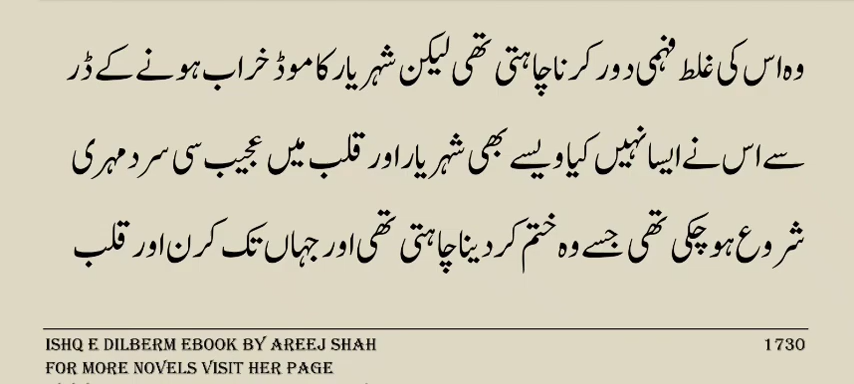 وہ اس کی غلط فہمی دور کرنا چاہتی تھی لیکن شہریار کا موڈ خراب ہونے کے ڈر
سے اس نے ایسا نہیں کیا ویسے بھی شہریار اور قلب میں عجیب سی سرد مہری
شروع ہو چکی تھی جسے وہ ختم کر دینا چاہتی تھی اور جہاں تک کرن اور قلب
ISHQ E DILBERM EBOOK BY AREEJ SHAH 1730
FOR MORE NOVELS VISIT HER PAGE